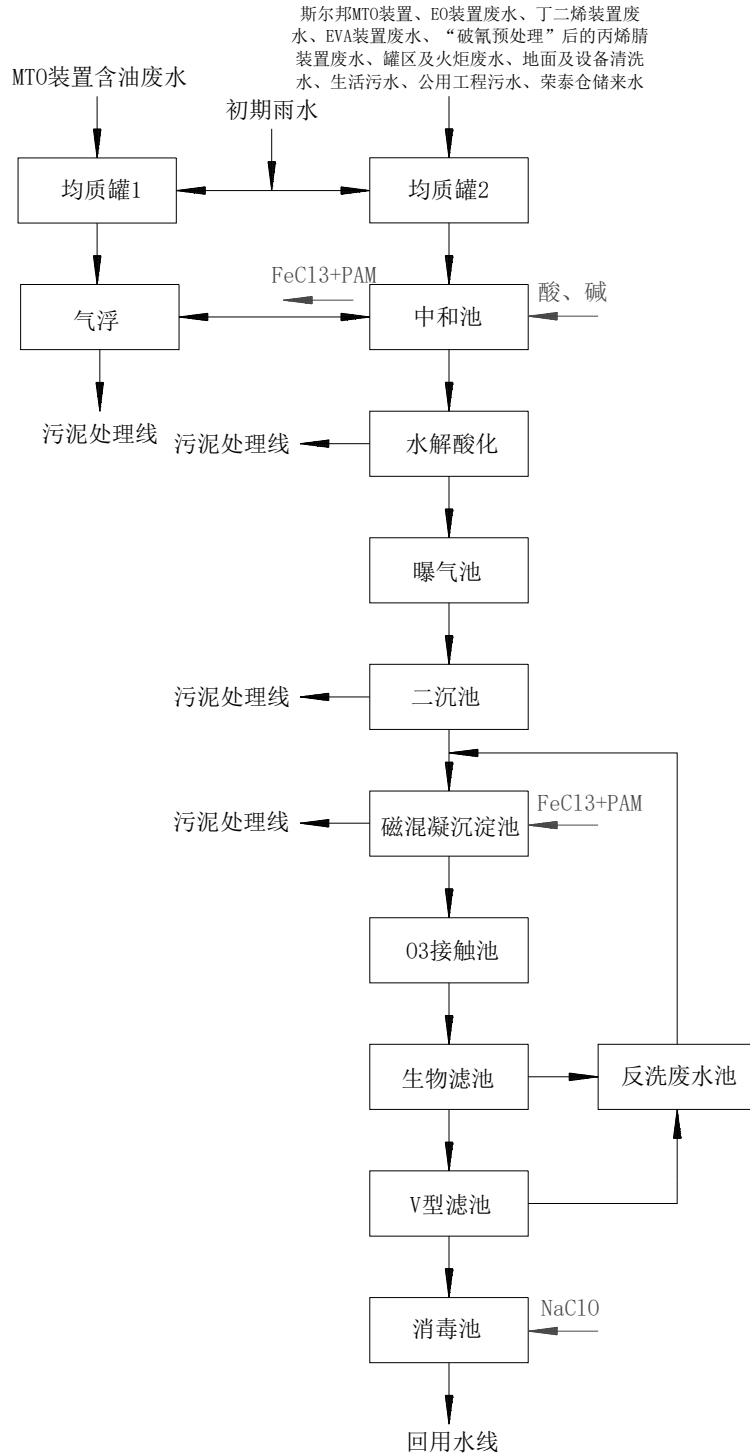 斯尔邦MTO装置、EO装置废水、丁二烯装置废
水、EVA装置废水、“破氰预处理”后的丙烯腈
装置废水、罐区及火炬废水、地面及设备清洗
水、生活污水、公用工程污水、荣泰仓储来水
MTO装置含油废水
初期雨水
均质罐1
均质罐2
FeCl3+PAM
酸、碱
气浮
中和池
污泥处理线
污泥处理线
水解酸化
曝气池
污泥处理线
二沉池
污泥处理线
磁混凝沉淀池
FeCl3+PAM
O3接触池
生物滤池
反洗废水池
V型滤池
消毒池
NaClO
回用水线